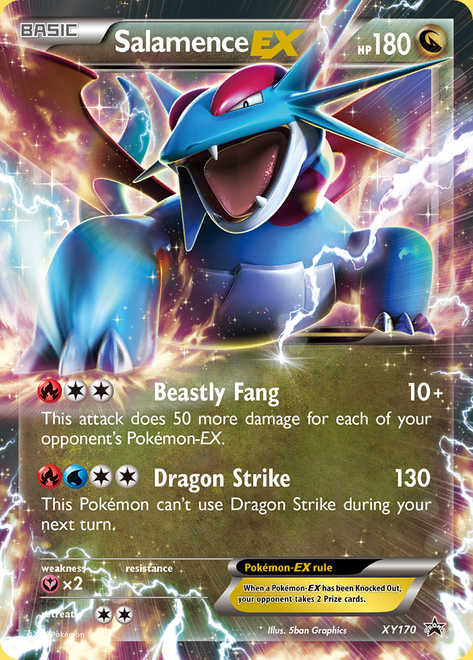 BASIC Salamence EX HP180
Beastly Fang 10+
This attack does 50 more damage for each of your
opponent's Pokémon-EX.
Dragon Strike 130
This Pokémon can't use Dragon Strike during your
next turn.
weakness resistance
×2
Pokémon-EX rule
When a Pokémon-EX has been Knocked Out,
your opponent takes 2 Prize cards.
retreat
Pokémon Illus. 5ban Graphics XY170